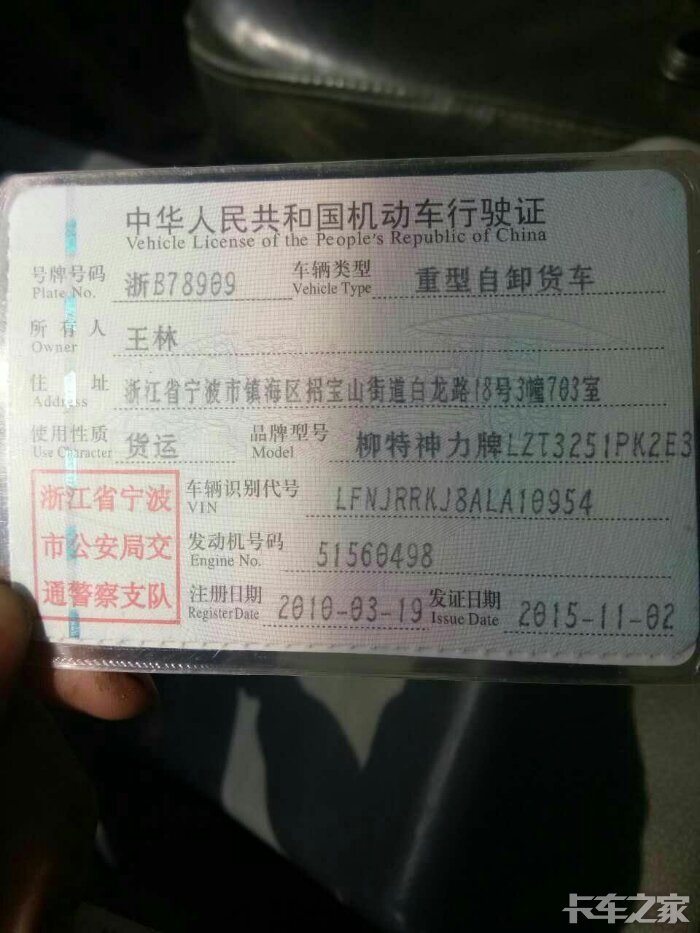 中华人民共和国机动车行驶证
Vehicle License of the People's Republic of China
号牌号码 浙B78909 车辆类型 重型自卸货车
Plate No. Vehicle Type
所有人 王林
Owner
住址 浙江省宁波市镇海区招宝山街道白龙路18号3幢703室
Address
使用性质 货运 品牌型号 柳特神力牌LZT3251PK2E3
Use Character Model
浙江省宁波
市公安局交
通警察支队
车辆识别代号 LFNJRRKJ8ALA10954
VIN
发动机号码 51560498
Engine No.
注册日期 2010-03-19 发证日期 2015-11-02
Register Date Issue Date
卡车之家